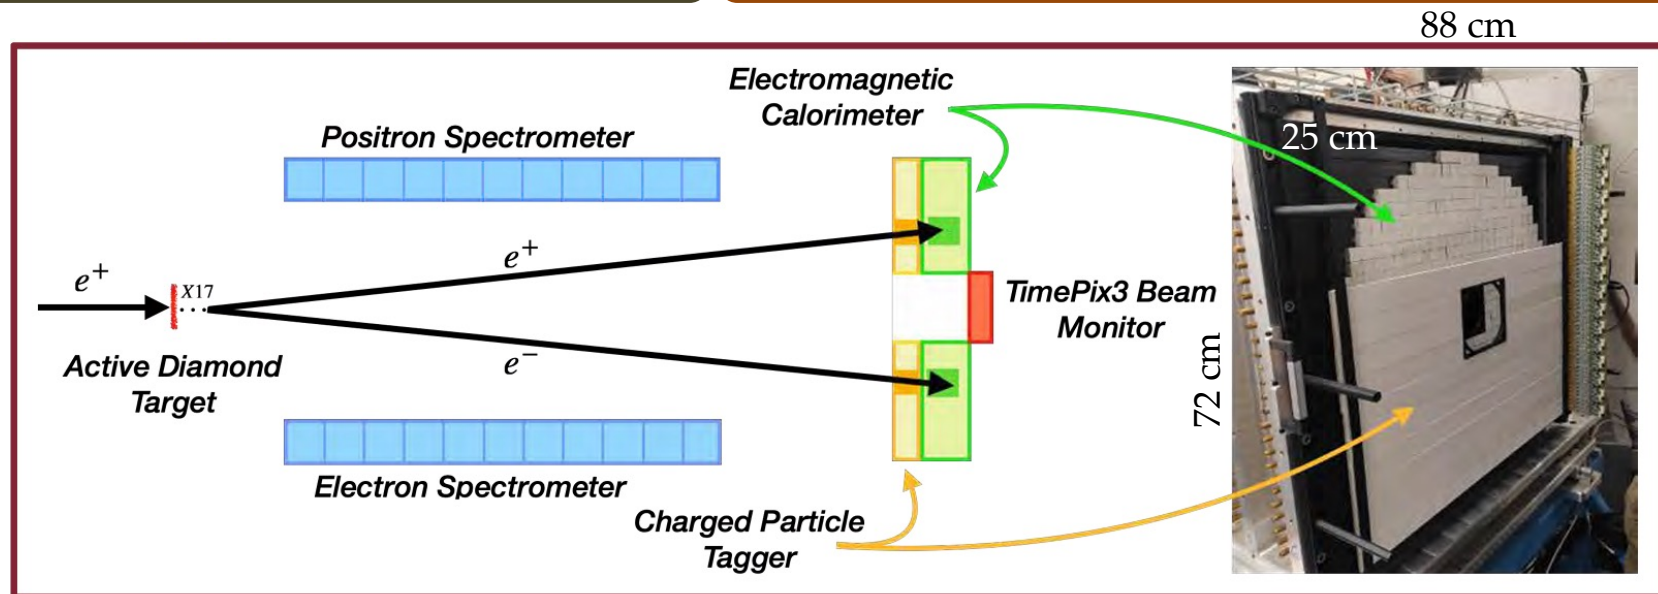 88 cm
Electromagnetic
Calorimeter
Positron Spectrometer
25 cm
e⁺
e⁺
X17
TimePix3 Beam
Monitor
Active Diamond
Target
e⁻
72 cm
Electron Spectrometer
Charged Particle
Tagger